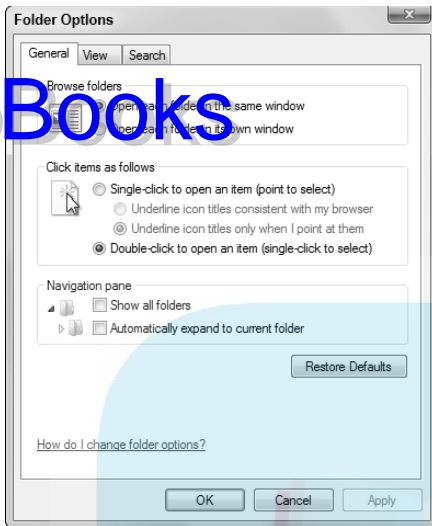 Folder Options
General View Search
Browse folders
Books
Open each folder in the same window
Open each folder in its own window
Click items as follows
Single-click to open an item (point to select)
Underline icon titles consistent with my browser
Underline icon titles only when I point at them
Double-click to open an item (single-click to select)
Navigation pane
Show all folders
Automatically expand to current folder
Restore Defaults
How do I change folder options?
OK Cancel Apply